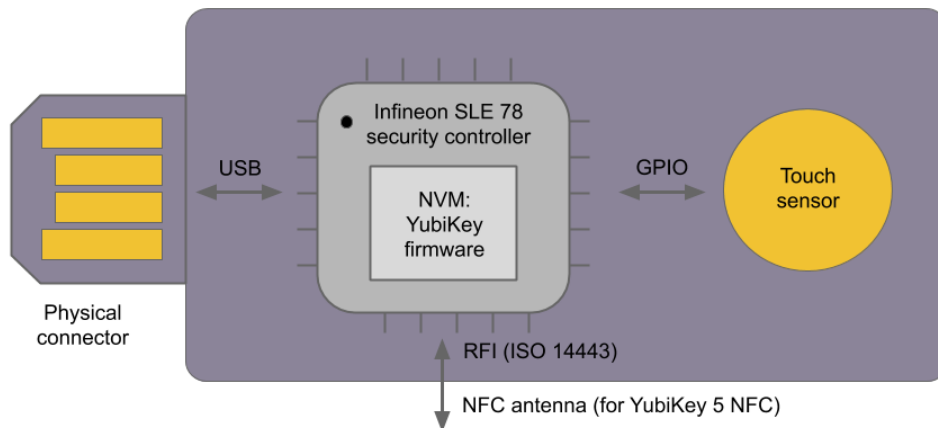 Infineon SLE 78
security controller
USB
GPIO
Touch
sensor
NVM:
YubiKey
firmware
Physical
connector
RFI (ISO 14443)
NFC antenna (for YubiKey 5 NFC)